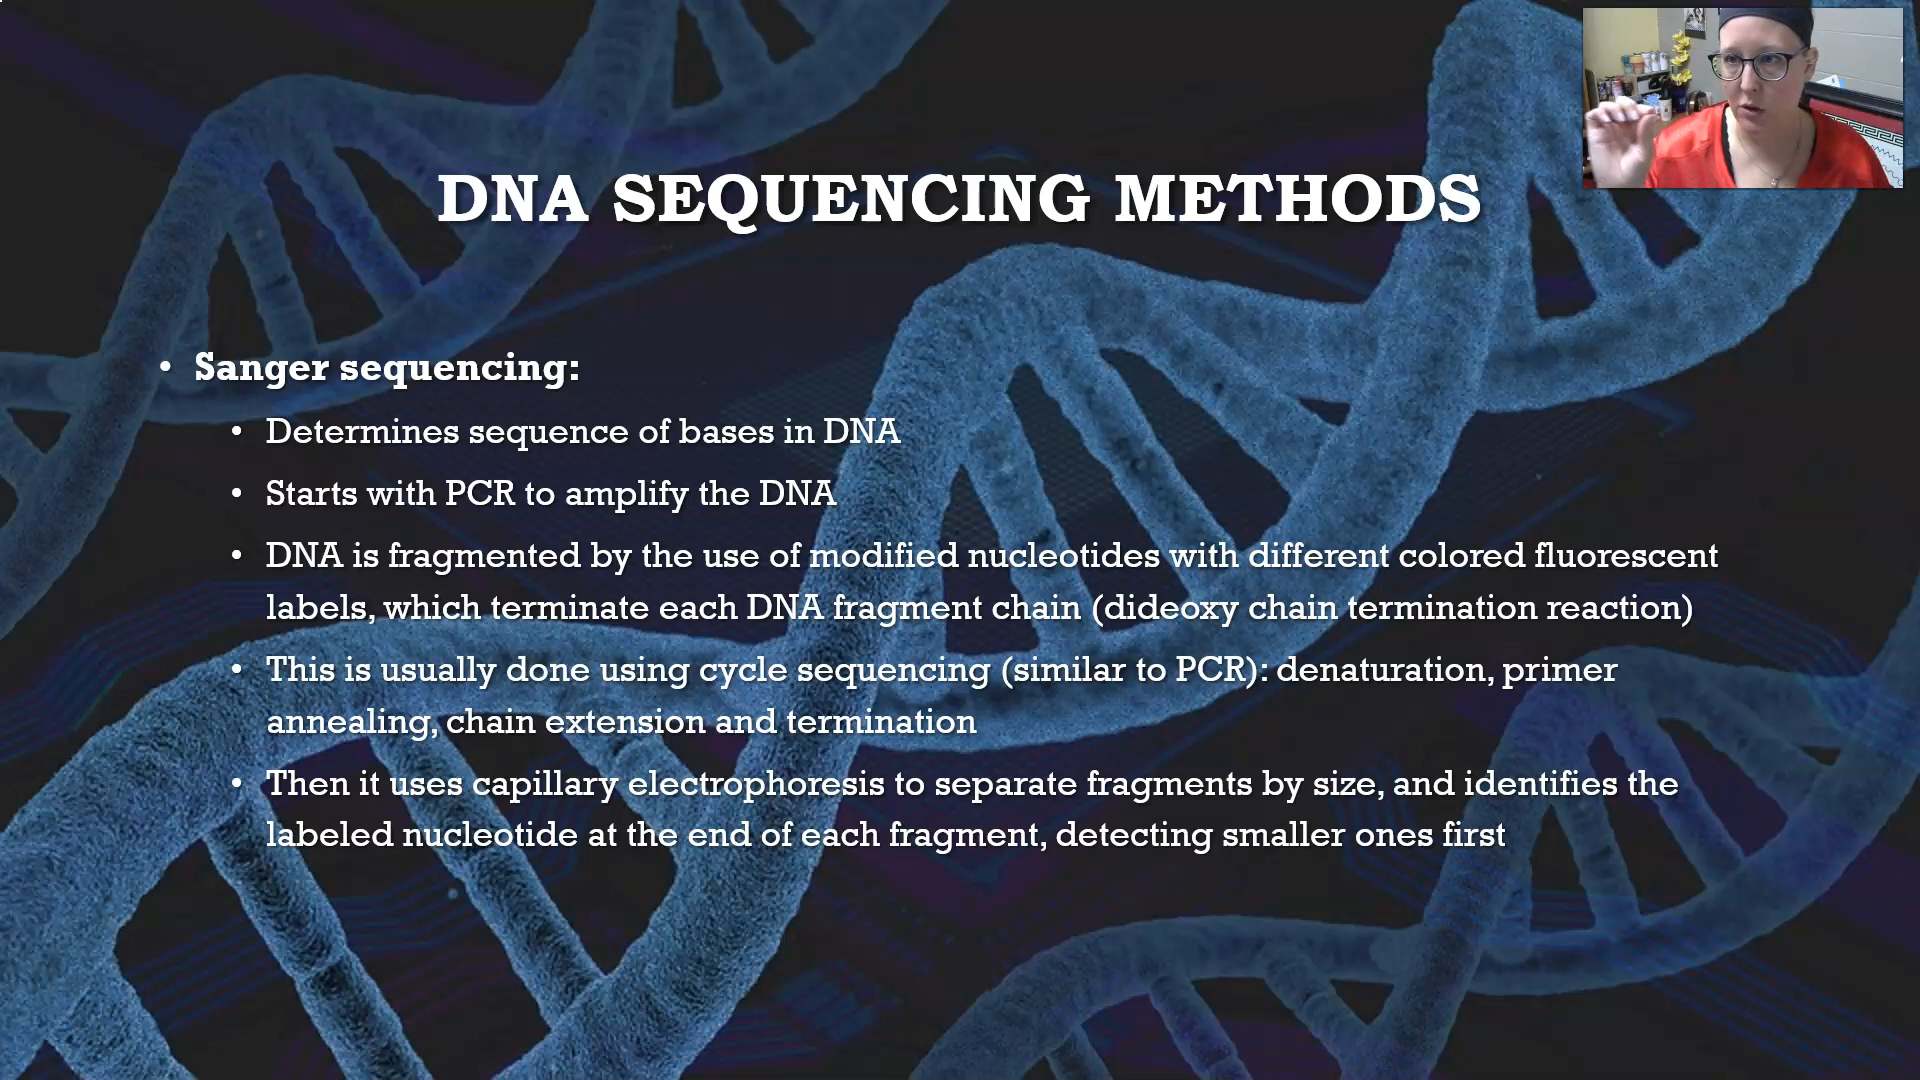 DNA SEQUENCING METHODS
• Sanger sequencing:
• Determines sequence of bases in DNA
• Starts with PCR to amplify the DNA
• DNA is fragmented by the use of modified nucleotides with different colored fluorescent
labels, which terminate each DNA fragment chain (dideoxy chain termination reaction)
• This is usually done using cycle sequencing (similar to PCR): denaturation, primer
annealing, chain extension and termination
• Then it uses capillary electrophoresis to separate fragments by size, and identifies the
labeled nucleotide at the end of each fragment, detecting smaller ones first